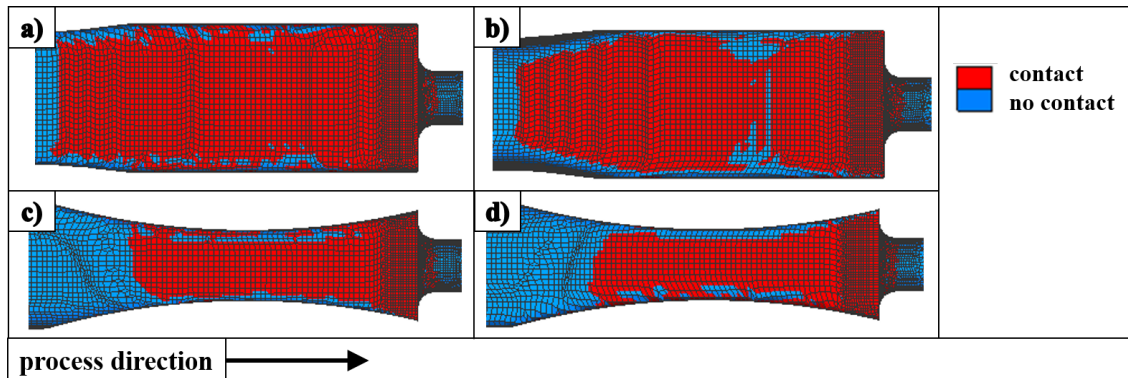 a)
b)
contact
no contact
c)
d)
process direction